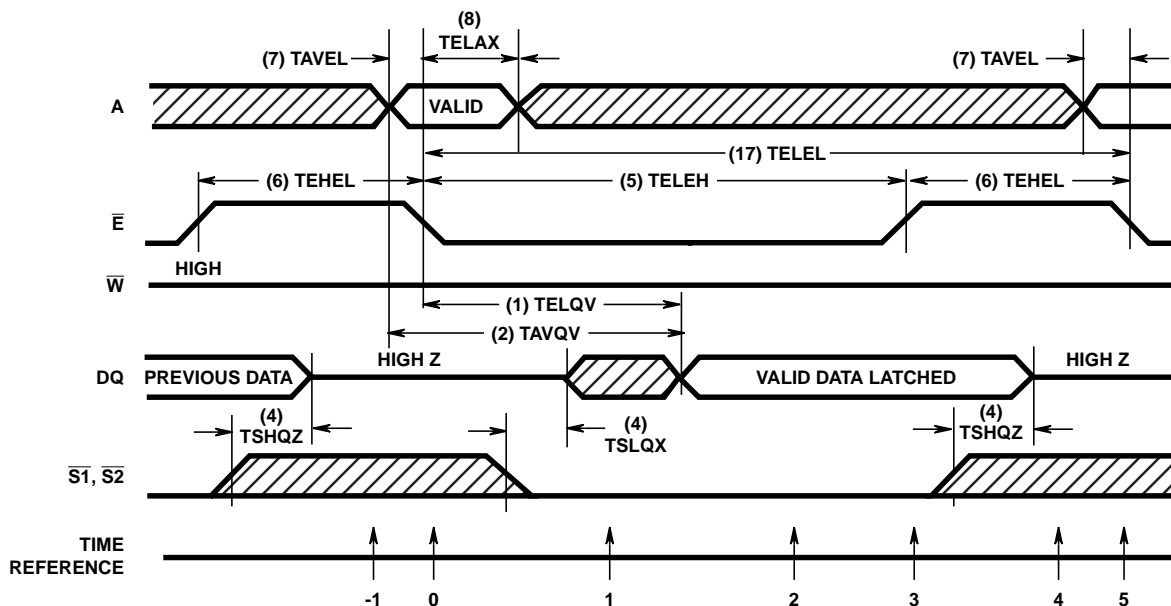 (8)
TELAX
(7) TAVEL
(7) TAVEL
A
VALID
(17) TELEL
(6) TEHEL
(5) TELEH
(6) TEHEL
E
HIGH
W
(1) TELQV
(2) TAVQV
HIGH Z
HIGH Z
DQ
PREVIOUS DATA
VALID DATA LATCHED
(4)
TSHQZ
(4)
TSLQX
(4)
TSHQZ
S1, S2
TIME
REFERENCE
-1 0 1 2 3 4 5